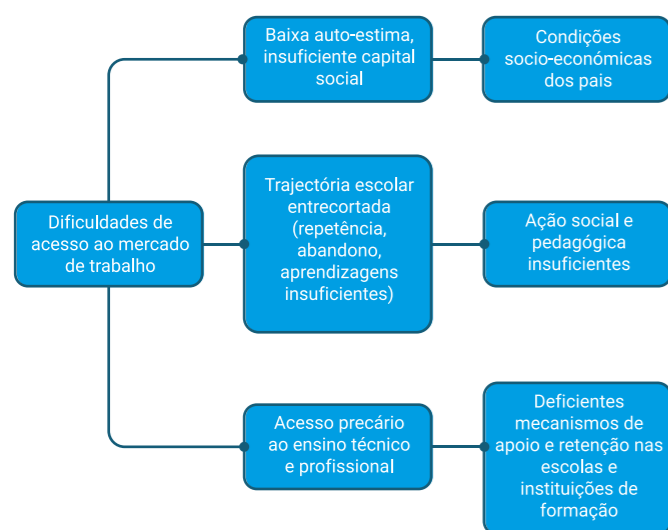 Baixa auto-estima,
insuficiente capital
social
Condições
socio-económicas
dos pais
Dificuldades de
acesso ao mercado
de trabalho
Trajectória escolar
entrecortada
(repetência,
abandono,
aprendizagens
insuficientes)
Ação social e
pedagógica
insuficientes
Acesso precário
ao ensino técnico
e profissional
Deficientes
mecanismos de
apoio e retenção nas
escolas e
instituições de
formação